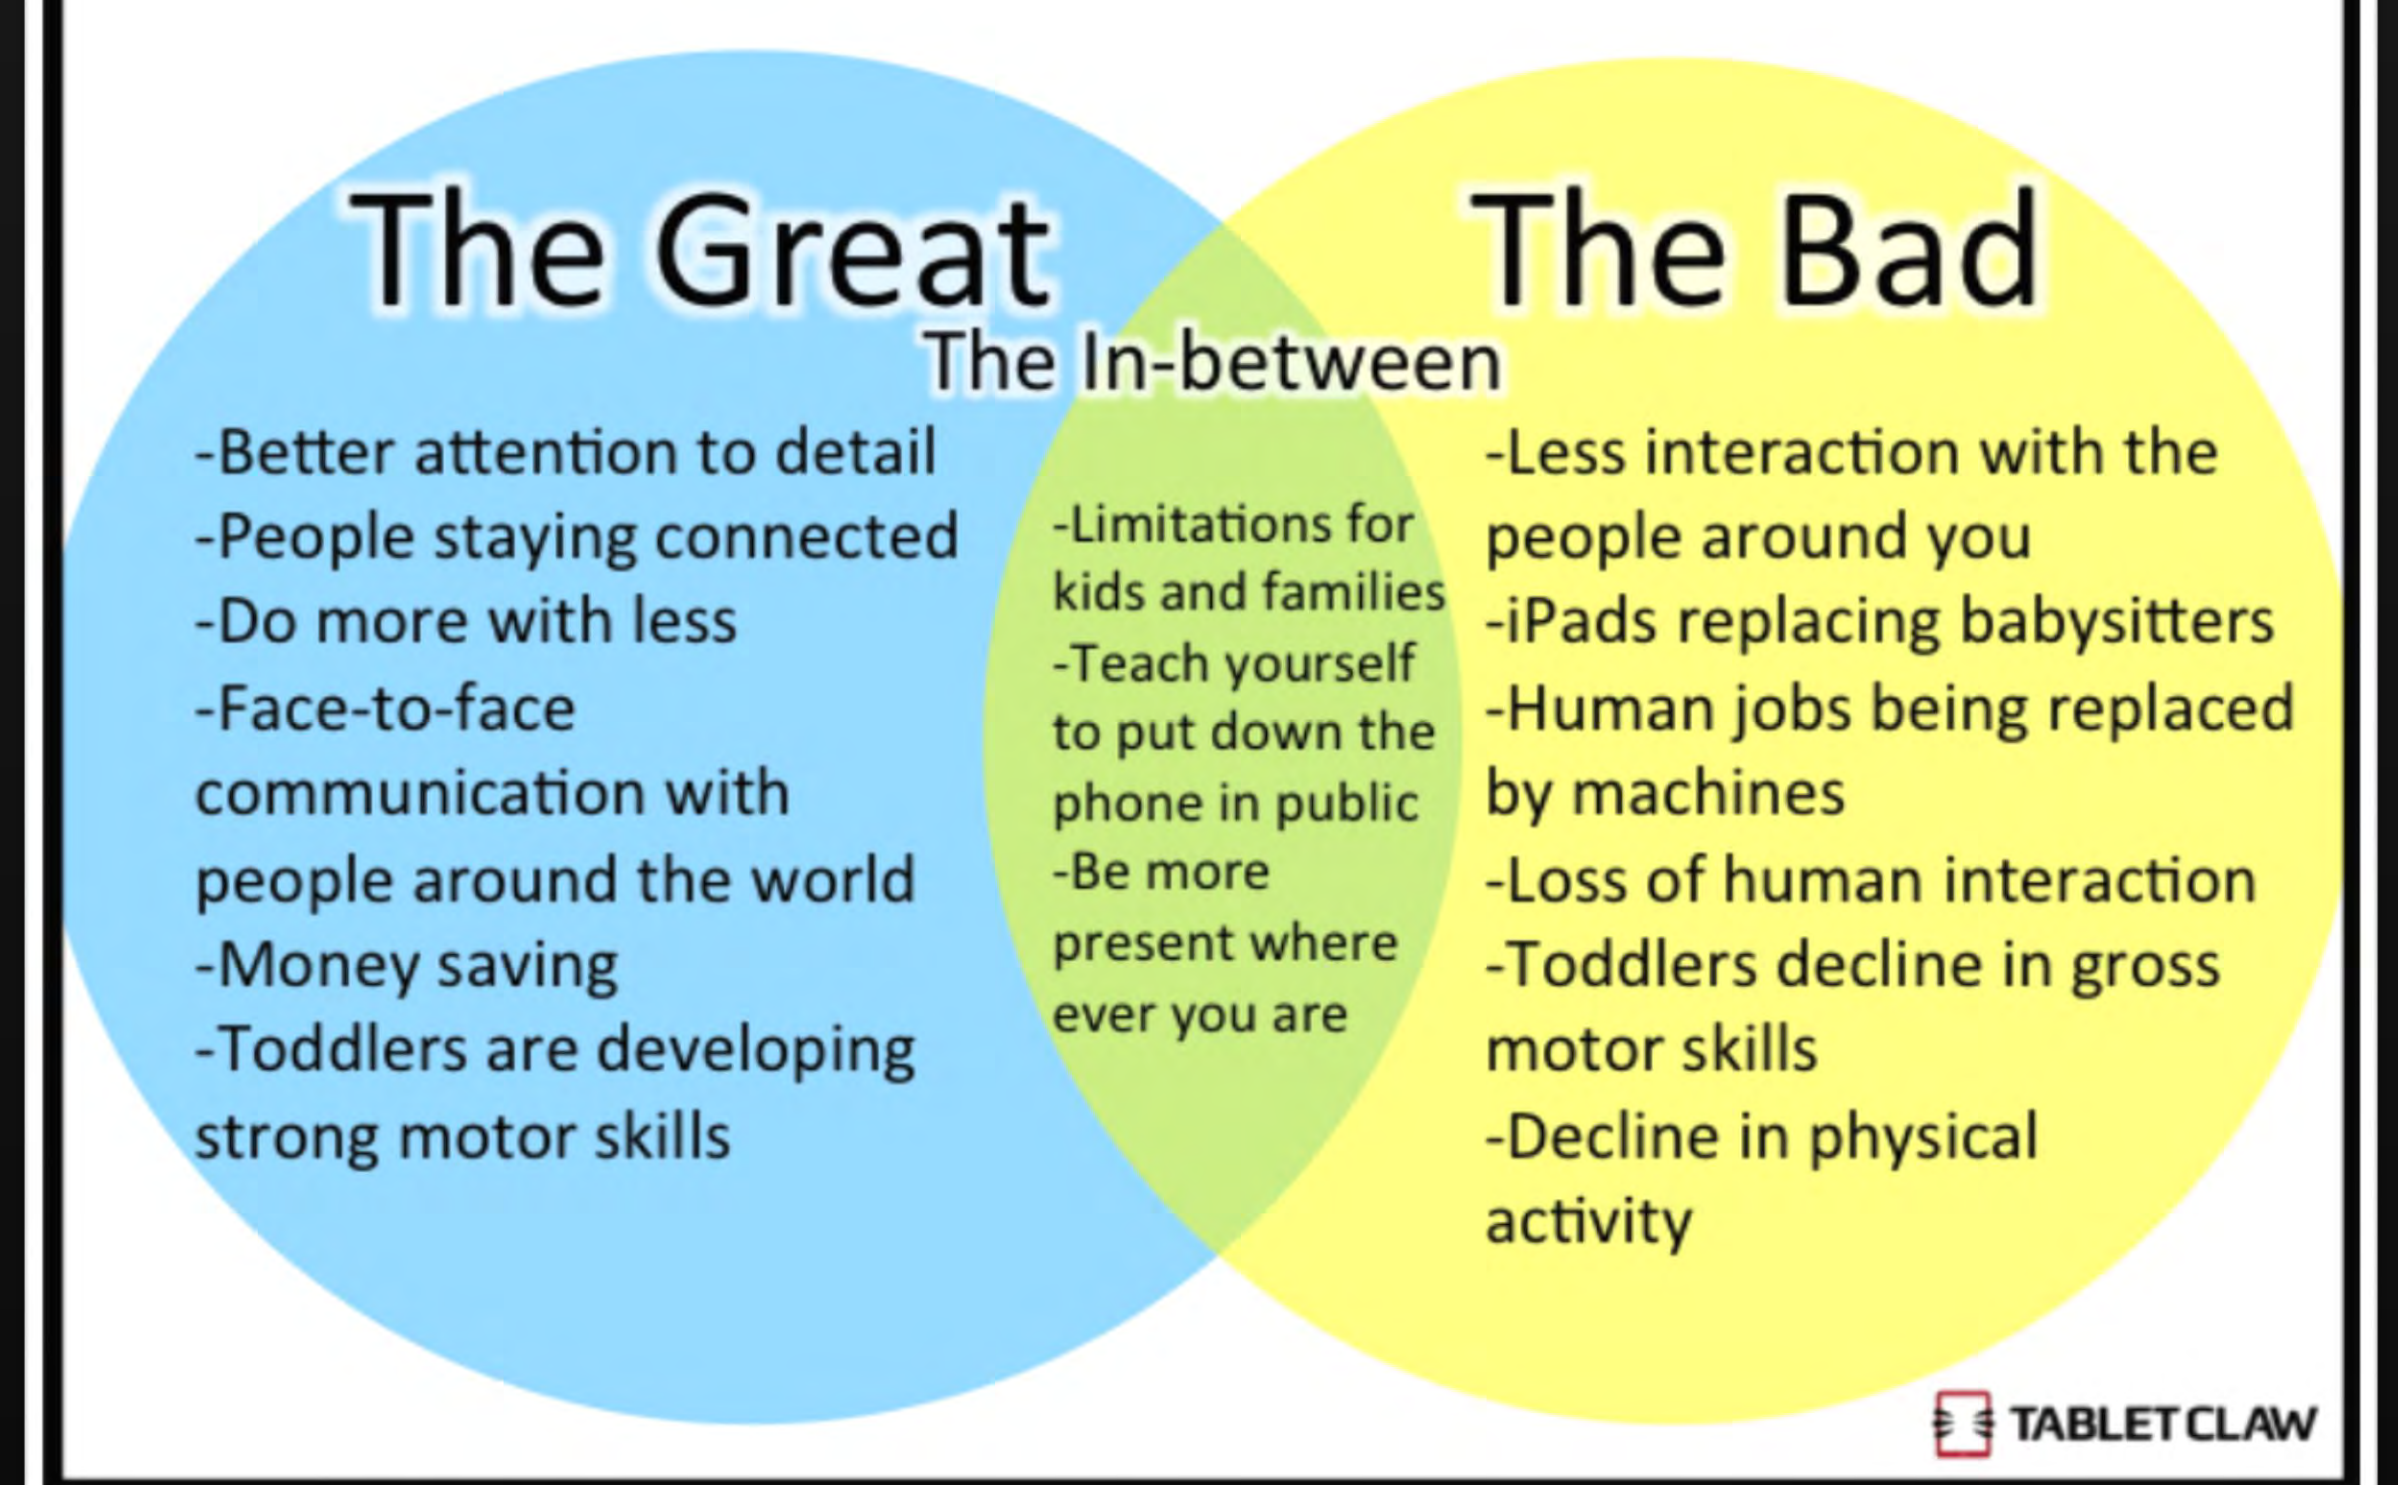 The Great
The Bad
The In-between
-Better attention to detail
-People staying connected
-Do more with less
-Face-to-face
communication with
people around the world
-Money saving
-Toddlers are developing
strong motor skills
-Limitations for
kids and families
-Teach yourself
to put down the
phone in public
-Be more
present where
ever you are
-Less interaction with the
people around you
-iPads replacing babysitters
-Human jobs being replaced
by machines
-Loss of human interaction
-Toddlers decline in gross
motor skills
-Decline in physical
activity
TABLET CLAW